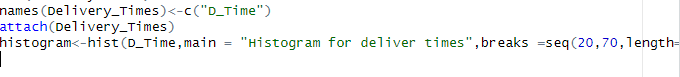 names(Delivery_Times)<-c("D_Time")
attach(Delivery_Times)
histogram<-hist(D_Time,main = "Histogram for deliver times",breaks =seq(20,70,length=